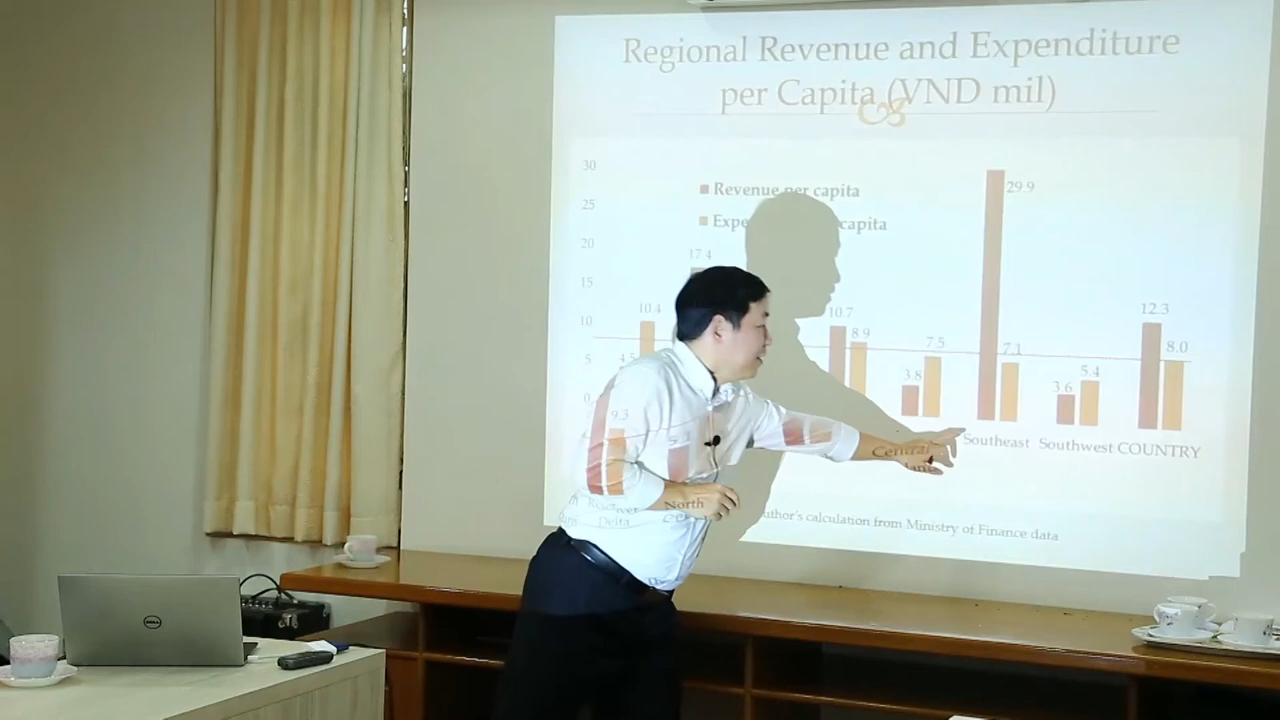 Regional Revenue and Expenditure
per Capita (VND mil)
30
25
20
15
10
5
0
Revenue per capita
capita
17.4
10.4
4.5
9.3
10.7
8.9
3.8
7.5
29.9
7.1
3.6
5.4
12.3
8.0
Delta
North
Central
Southeast
Southwest
COUNTRY
calculation from Ministry of Finance data
DELL